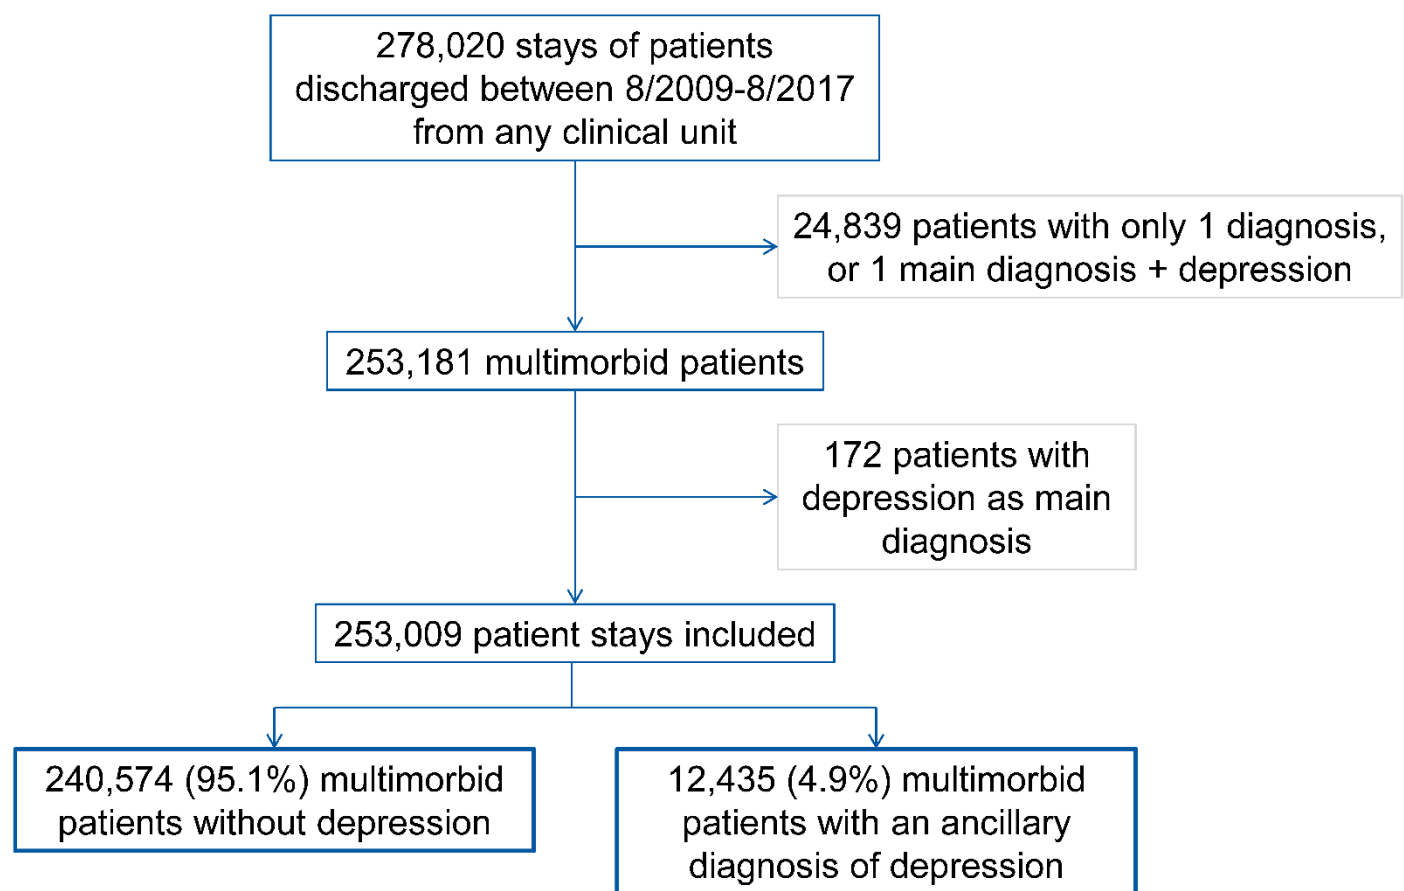 278,020 stays of patients
discharged between 8/2009-8/2017
from any clinical unit
24,839 patients with only 1 diagnosis,
or 1 main diagnosis + depression
253,181 multimorbid patients
172 patients with
depression as main
diagnosis
253,009 patient stays included
240,574 (95.1%) multimorbid
patients without depression
12,435 (4.9%) multimorbid
patients with an ancillary
diagnosis of depression